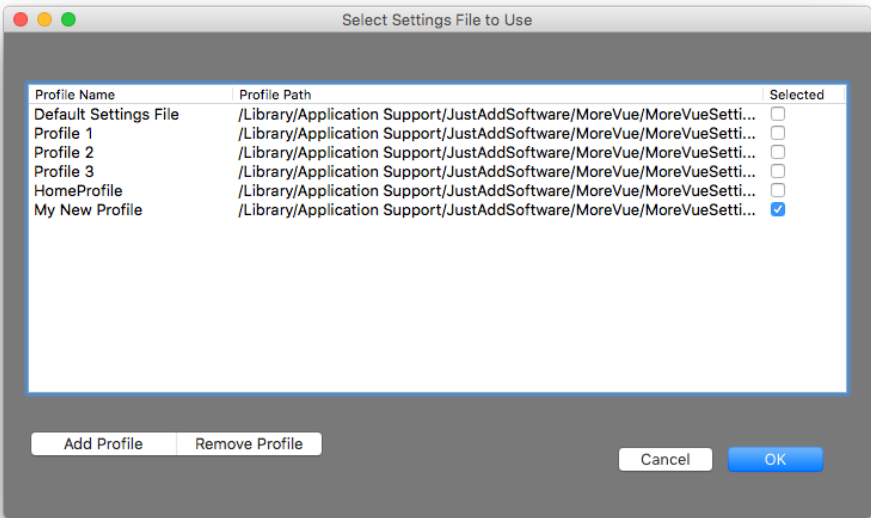 Select Settings File to Use
Profile Name Profile Path Selected
Default Settings File /Library/Application Support/JustAddSoftware/MoreVue/MoreVueSetti...
Profile 1 /Library/Application Support/JustAddSoftware/MoreVue/MoreVueSetti...
Profile 2 /Library/Application Support/JustAddSoftware/MoreVue/MoreVueSetti...
Profile 3 /Library/Application Support/JustAddSoftware/MoreVue/MoreVueSetti...
HomeProfile /Library/Application Support/JustAddSoftware/MoreVue/MoreVueSetti...
My New Profile /Library/Application Support/JustAddSoftware/MoreVue/MoreVueSetti...
Add Profile Remove Profile
Cancel OK